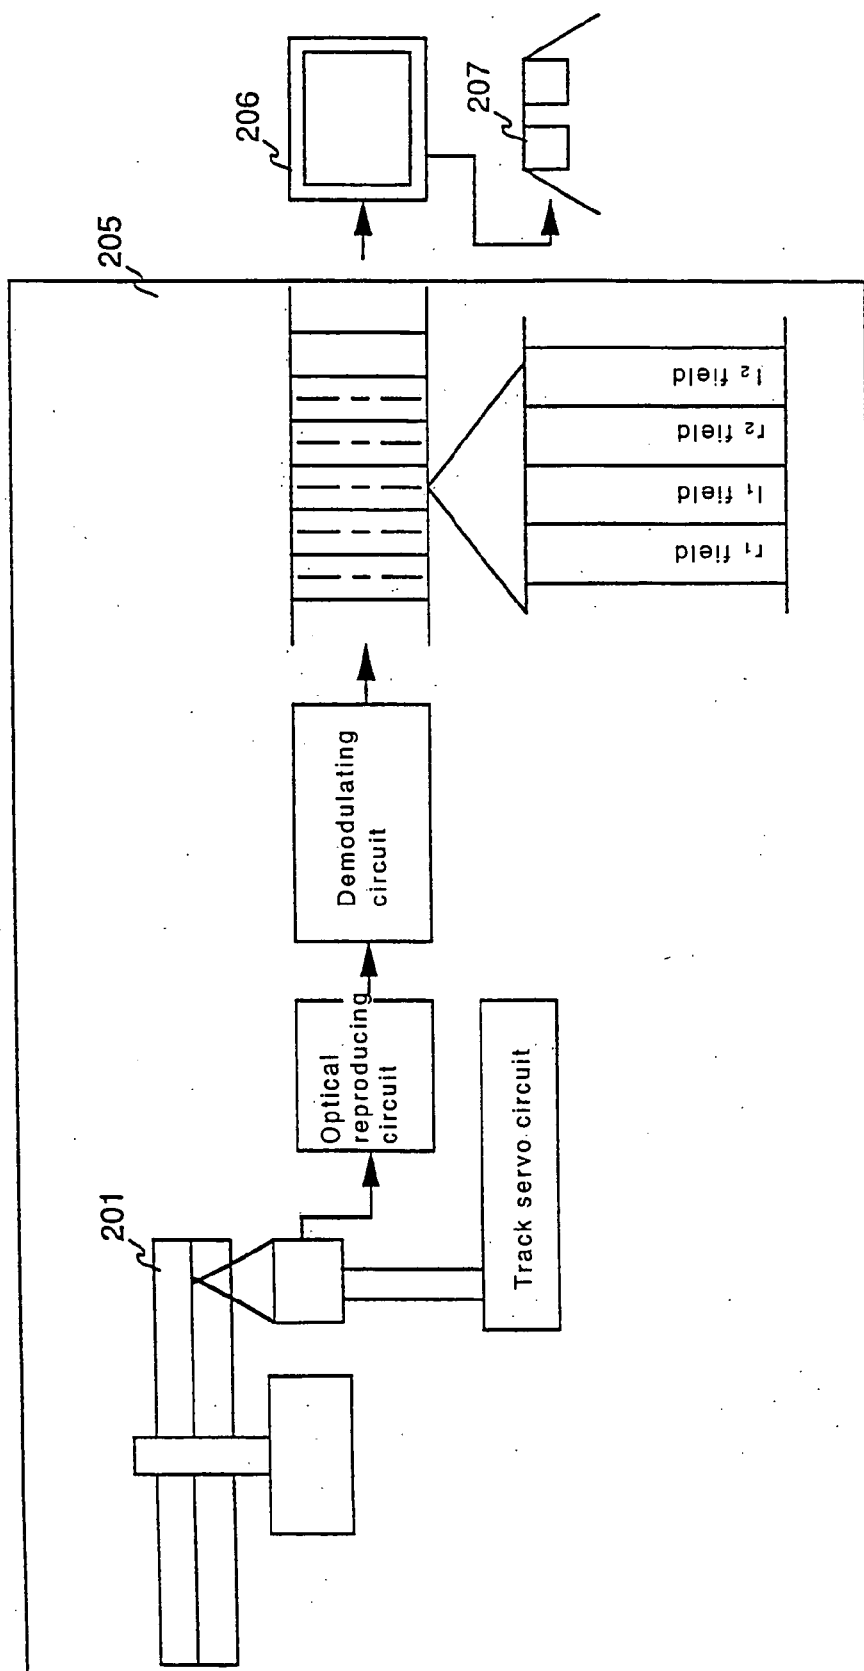 201
Optical
reproducing
circuit
Track servo circuit
Demodulating
circuit
205
r₁ field
l₁ field
r₂ field
l₂ field
206
207